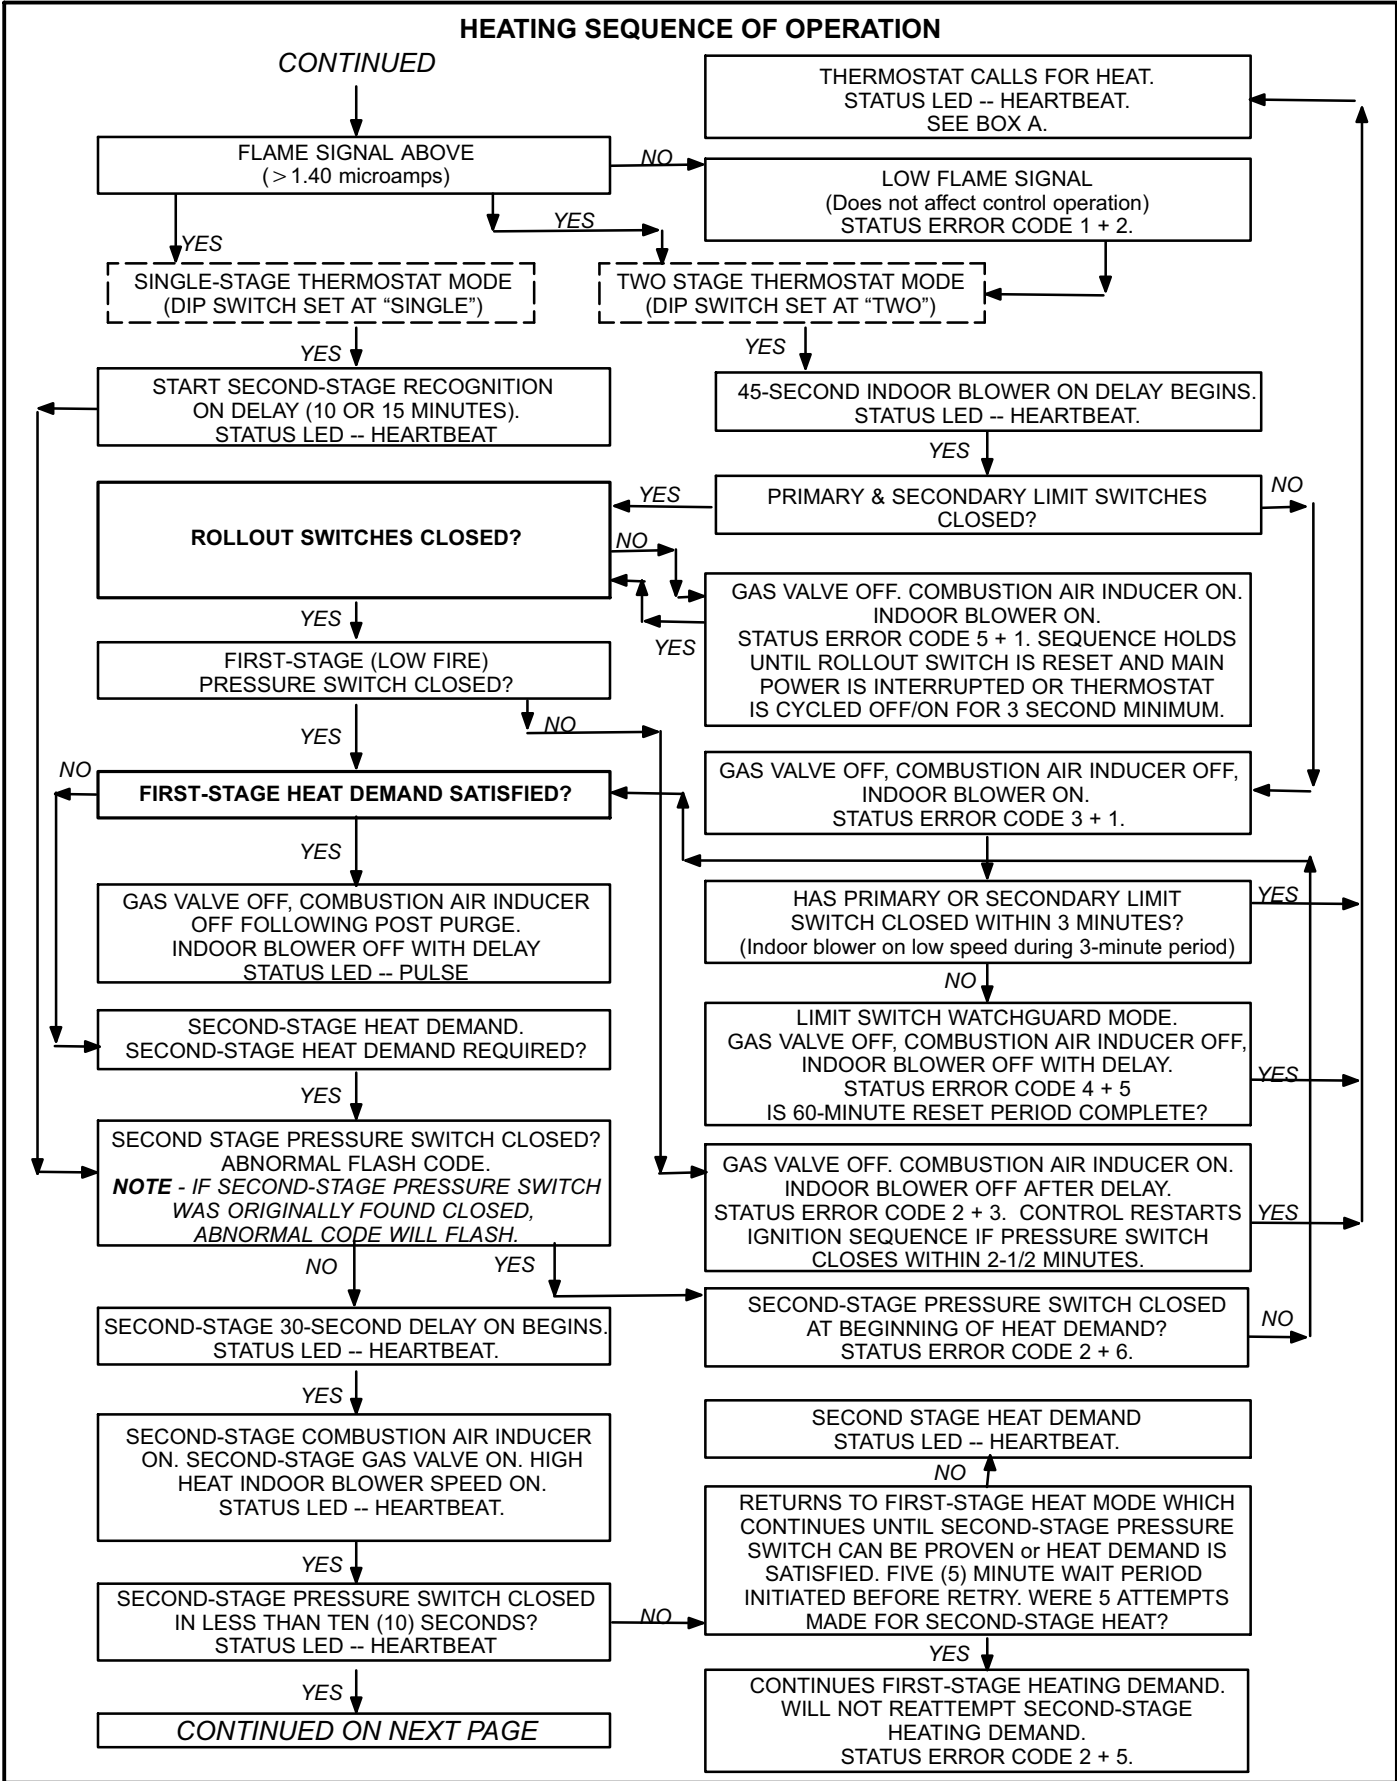 HEATING SEQUENCE OF OPERATION
CONTINUED
THERMOSTAT CALLS FOR HEAT.
STATUS LED -- HEARTBEAT.
SEE BOX A.
FLAME SIGNAL ABOVE
(>1.40 microamps)
NO
LOW FLAME SIGNAL
(Does not affect control operation)
STATUS ERROR CODE 1 + 2.
YES
YES
SINGLE-STAGE THERMOSTAT MODE
(DIP SWITCH SET AT “SINGLE”)
TWO STAGE THERMOSTAT MODE
(DIP SWITCH SET AT “TWO”)
YES
YES
START SECOND-STAGE RECOGNITION
ON DELAY (10 OR 15 MINUTES).
STATUS LED -- HEARTBEAT
45-SECOND INDOOR BLOWER ON DELAY BEGINS.
STATUS LED -- HEARTBEAT.
YES
PRIMARY & SECONDARY LIMIT SWITCHES
CLOSED?
YES
NO
ROLLOUT SWITCHES CLOSED?
NO
YES
GAS VALVE OFF. COMBUSTION AIR INDUCER ON.
INDOOR BLOWER ON.
STATUS ERROR CODE 5 + 1. SEQUENCE HOLDS
UNTIL ROLLOUT SWITCH IS RESET AND MAIN
POWER IS INTERRUPTED OR THERMOSTAT
IS CYCLED OFF/ON FOR 3 SECOND MINIMUM.
YES
FIRST-STAGE (LOW FIRE)
PRESSURE SWITCH CLOSED?
YES
NO
GAS VALVE OFF, COMBUSTION AIR INDUCER OFF,
INDOOR BLOWER ON.
STATUS ERROR CODE 3 + 1.
NO
FIRST-STAGE HEAT DEMAND SATISFIED?
YES
GAS VALVE OFF, COMBUSTION AIR INDUCER
OFF FOLLOWING POST PURGE.
INDOOR BLOWER OFF WITH DELAY
STATUS LED -- PULSE
HAS PRIMARY OR SECONDARY LIMIT
SWITCH CLOSED WITHIN 3 MINUTES?
(Indoor blower on low speed during 3-minute period)
YES
NO
SECOND-STAGE HEAT DEMAND.
SECOND-STAGE HEAT DEMAND REQUIRED?
LIMIT SWITCH WATCHGUARD MODE.
GAS VALVE OFF, COMBUSTION AIR INDUCER OFF,
INDOOR BLOWER OFF WITH DELAY.
STATUS ERROR CODE 4 + 5
IS 60-MINUTE RESET PERIOD COMPLETE?
YES
YES
SECOND STAGE PRESSURE SWITCH CLOSED?
ABNORMAL FLASH CODE.
NOTE - IF SECOND-STAGE PRESSURE SWITCH
WAS ORIGINALLY FOUND CLOSED,
ABNORMAL CODE WILL FLASH.
GAS VALVE OFF. COMBUSTION AIR INDUCER ON.
INDOOR BLOWER OFF AFTER DELAY.
STATUS ERROR CODE 2 + 3. CONTROL RESTARTS
IGNITION SEQUENCE IF PRESSURE SWITCH
CLOSES WITHIN 2-1/2 MINUTES.
YES
NO
YES
SECOND-STAGE PRESSURE SWITCH CLOSED
AT BEGINNING OF HEAT DEMAND?
STATUS ERROR CODE 2 + 6.
NO
SECOND-STAGE 30-SECOND DELAY ON BEGINS.
STATUS LED -- HEARTBEAT.
YES
SECOND-STAGE COMBUSTION AIR INDUCER
ON. SECOND-STAGE GAS VALVE ON. HIGH
HEAT INDOOR BLOWER SPEED ON.
STATUS LED -- HEARTBEAT.
SECOND STAGE HEAT DEMAND
STATUS LED -- HEARTBEAT.
NO
RETURNS TO FIRST-STAGE HEAT MODE WHICH
CONTINUES UNTIL SECOND-STAGE PRESSURE
SWITCH CAN BE PROVEN or HEAT DEMAND IS
SATISFIED. FIVE (5) MINUTE WAIT PERIOD
INITIATED BEFORE RETRY. WERE 5 ATTEMPTS
MADE FOR SECOND-STAGE HEAT?
YES
SECOND-STAGE PRESSURE SWITCH CLOSED
IN LESS THAN TEN (10) SECONDS?
STATUS LED -- HEARTBEAT
NO
YES
YES
CONTINUES FIRST-STAGE HEATING DEMAND.
WILL NOT REATTEMPT SECOND-STAGE
HEATING DEMAND.
STATUS ERROR CODE 2 + 5.
CONTINUED ON NEXT PAGE